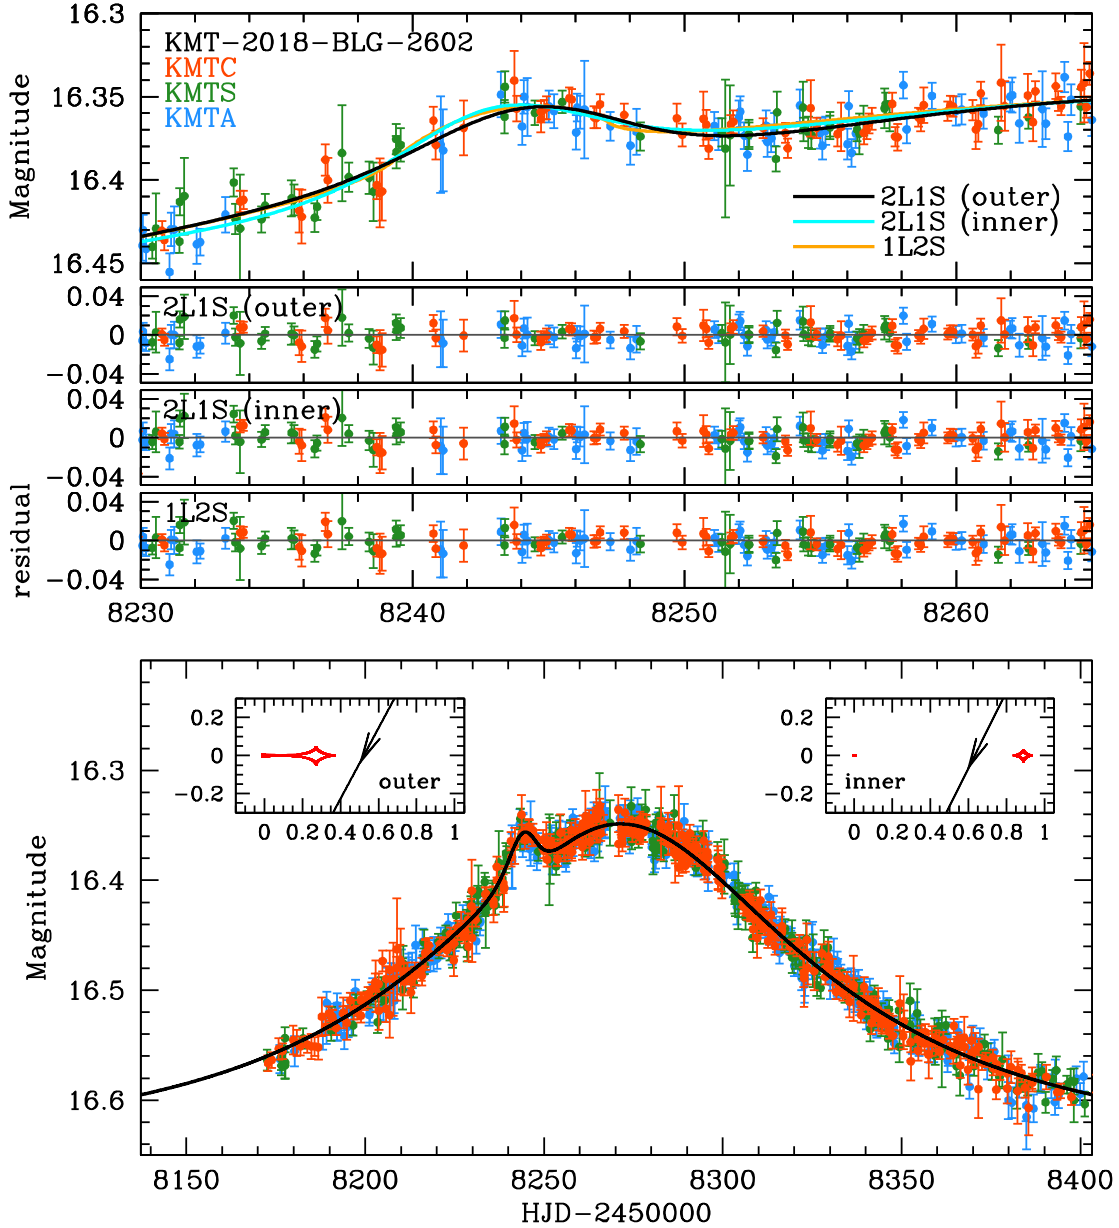 16.3
KMT-2018-BLG-2602
KMTC
KMTS
KMTA
16.35
16.4
16.45
Magnitude
2L1S (outer)
2L1S (inner)
1L2S
0.04
2L1S (outer)
0
-0.04
0.04
2L1S (inner)
0
-0.04
0.04
1L2S
0
-0.04
residual
8230 8240 8250 8260
0.2
0
-0.2
outer
0 0.2 0.4 0.6 0.8 1
0.2
0
-0.2
inner
0 0.2 0.4 0.6 0.8 1
16.3
16.4
16.5
16.6
Magnitude
8150 8200 8250 8300 8350 8400
HJD-2450000